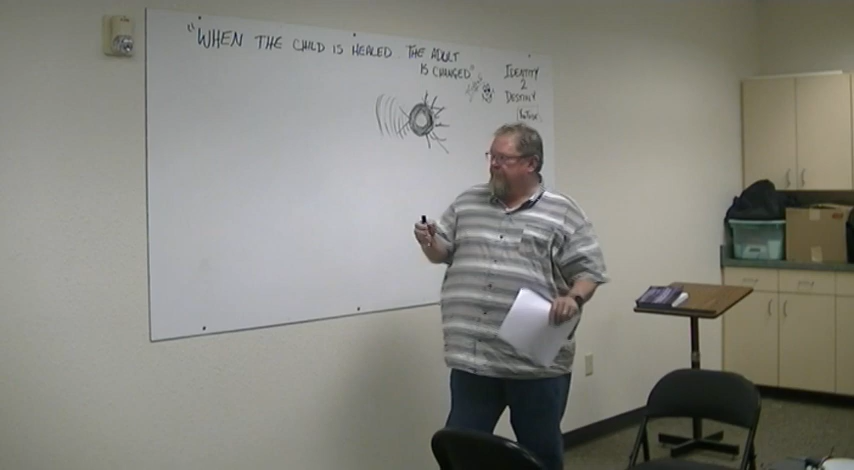 "WHEN THE CHILD IS HEALED THE ADULT
IS CHANGED"
IDENTITY
2
DESTINY